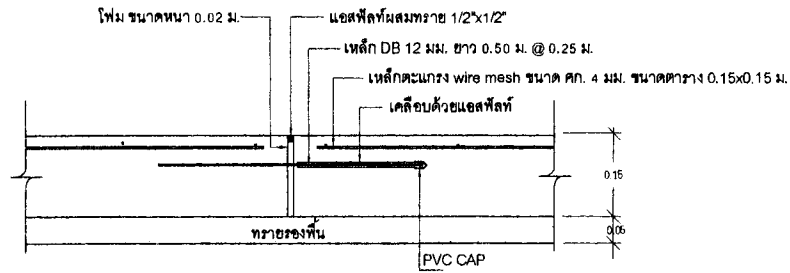 โฟม ขนาดหนา 0.02 ม.
แอสฟัลท์ผสมทราย 1/2"x1/2"
เหล็ก DB 12 มม. ยาว 0.50 ม. @ 0.25 ม.
เหล็กตะแกรง wire mesh ขนาด ศก. 4 มม. ขนาดตาราง 0.15x0.15 ม.
เคลือบด้วยแอสฟัลท์
0.15
ทรายรองพื้น
0.05
PVC CAP